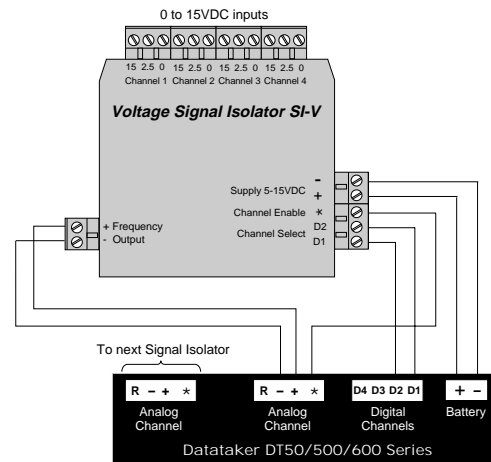 0 to 15VDC inputs
15 2.5 0 15 2.5 0 15 2.5 0 15 2.5 0
Channel 1 Channel 2 Channel 3 Channel 4
Voltage Signal Isolator SI-V
-
Supply 5-15VDC
+
Channel Enable *
Channel Select D2
D1
+ Frequency
- Output
To next Signal Isolator
R - + * R - + * D4 D3 D2 D1 + -
Analog Channel Analog Channel Digital Channels Battery
Datataker DT50/500/600 Series